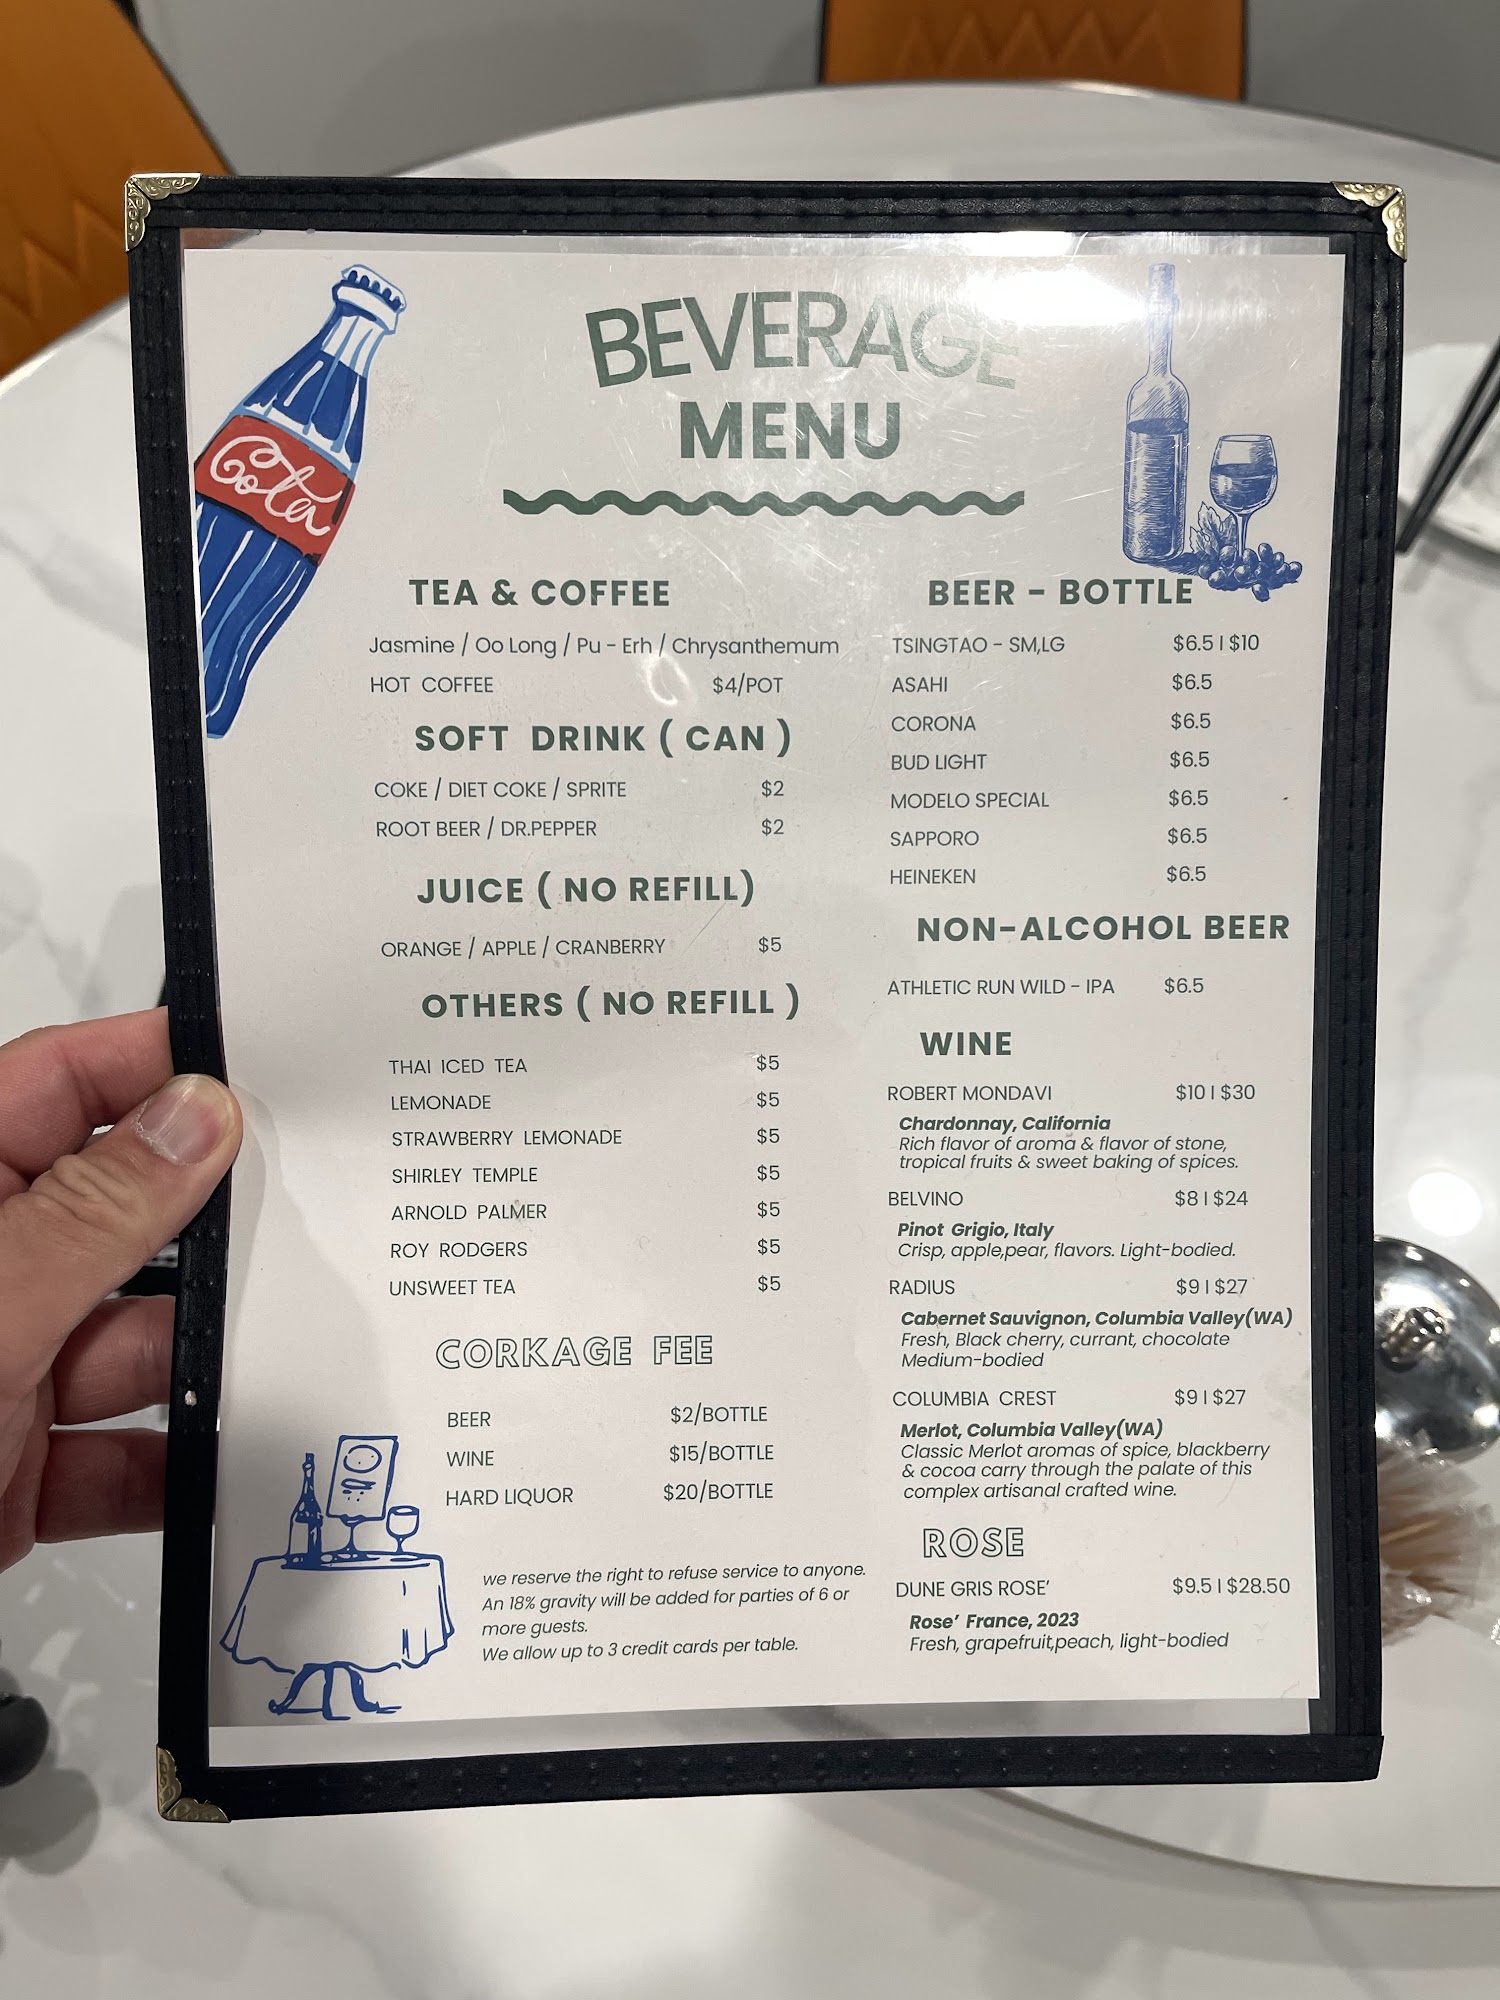 Cota
BEVERAGE
MENU
TEA & COFFEE
Jasmine / Oo Long / Pu - Erh / Chrysanthemum
HOT COFFEE $4/POT
SOFT DRINK ( CAN )
COKE / DIET COKE / SPRITE $2
ROOT BEER / DR.PEPPER $2
JUICE ( NO REFILL)
ORANGE / APPLE / CRANBERRY $5
OTHERS ( NO REFILL )
THAI ICED TEA $5
LEMONADE $5
STRAWBERRY LEMONADE $5
SHIRLEY TEMPLE $5
ARNOLD PALMER $5
ROY RODGERS $5
UNSWEET TEA $5
CORKAGE FEE
BEER $2/BOTTLE
WINE $15/BOTTLE
HARD LIQUOR $20/BOTTLE
we reserve the right to refuse service to anyone.
An 18% gravity will be added for parties of 6 or
more guests.
We allow up to 3 credit cards per table.
BEER - BOTTLE
TSINGTAO - SM,LG $6.5 | $10
ASAHI $6.5
CORONA $6.5
BUD LIGHT $6.5
MODELO SPECIAL $6.5
SAPPORO $6.5
HEINEKEN $6.5
NON-ALCOHOL BEER
ATHLETIC RUN WILD - IPA $6.5
WINE
ROBERT MONDAVI $10 | $30
Chardonnay, California
Rich flavor of aroma & flavor of stone,
tropical fruits & sweet baking of spices.
BELVINO $8 | $24
Pinot Grigio, Italy
Crisp, apple,pear, flavors. Light-bodied.
RADIUS $9 | $27
Cabernet Sauvignon, Columbia Valley(WA)
Fresh, Black cherry, currant, chocolate
Medium-bodied
COLUMBIA CREST $9 | $27
Merlot, Columbia Valley(WA)
Classic Merlot aromas of spice, blackberry
& cocoa carry through the palate of this
complex artisanal crafted wine.
ROSE
DUNE GRIS ROSE' $9.5 | $28.50
Rose' France, 2023
Fresh, grapefruit,peach, light-bodied